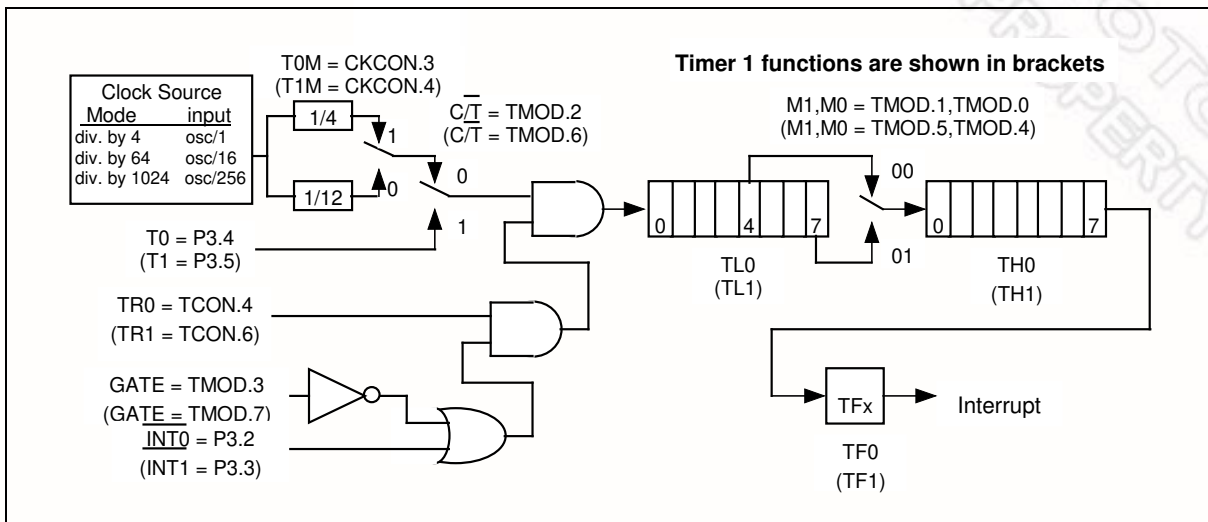 Timer 1 functions are shown in brackets
T0M = CKCON.3
(T1M = CKCON.4)
Clock Source
Mode input
div. by 4 osc/1
div. by 64 osc/16
div. by 1024 osc/256
1/4
1/12
1
0
C/T̅ = TMOD.2
(C/T̅ = TMOD.6)
0
1
M1,M0 = TMOD.1,TMOD.0
(M1,M0 = TMOD.5,TMOD.4)
T0 = P3.4
(T1 = P3.5)
0 4 7
TL0
(TL1)
00
01
0 7
TH0
(TH1)
TR0 = TCON.4
(TR1 = TCON.6)
GATE = TMOD.3
(GATE = TMOD.7)
I̅N̅T̅0̅ = P3.2
(I̅N̅T̅1̅ = P3.3)
TFx
Interrupt
TF0
(TF1)